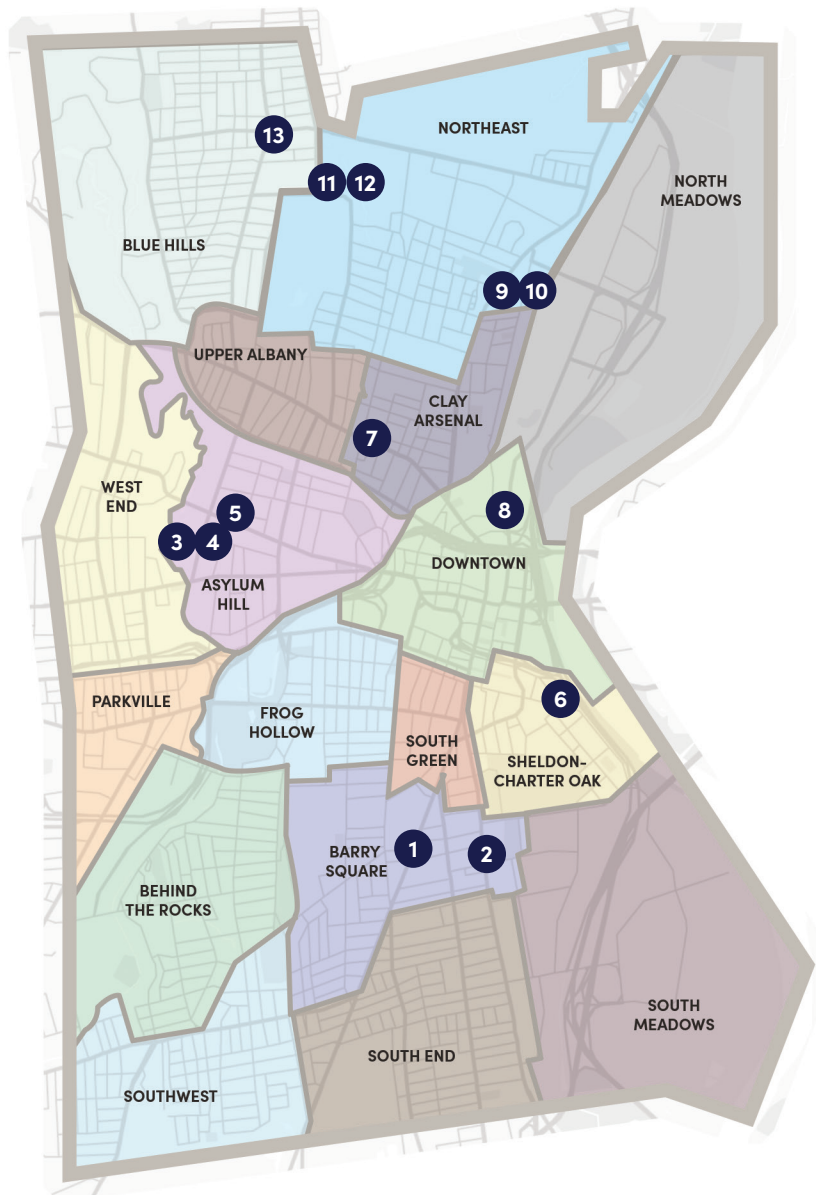 NORTHEAST
13
11
12
NORTH
MEADOWS
BLUE HILLS
9
10
UPPER ALBANY
CLAY
ARSENAL
7
WEST
END
5
8
3
4
DOWNTOWN
ASYLUM
HILL
PARKVILLE
6
FROG
HOLLOW
SOUTH
GREEN
SHELDON-
CHARTER OAK
BARRY
SQUARE
1
2
BEHIND
THE ROCKS
SOUTH
MEADOWS
SOUTH END
SOUTHWEST